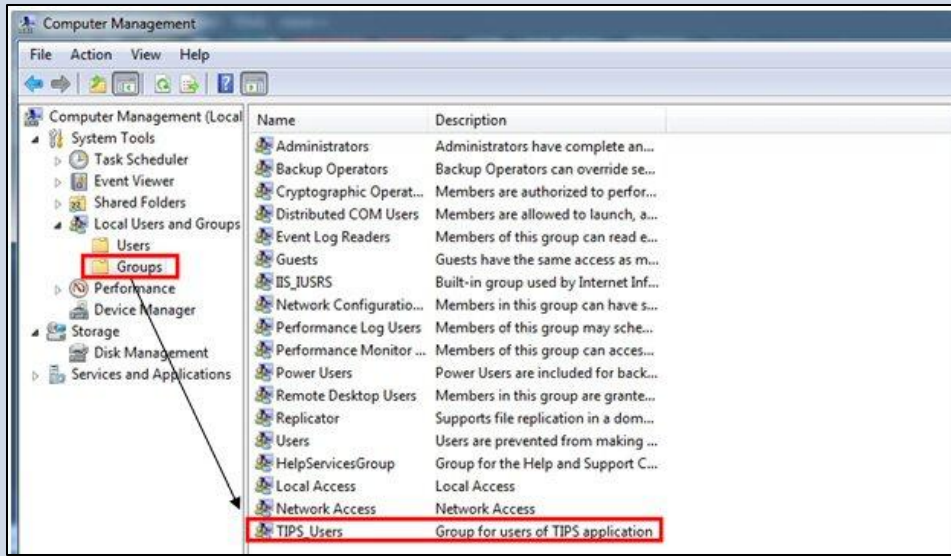 Computer Management
File Action View Help
Computer Management (Local
System Tools
Task Scheduler
Event Viewer
Shared Folders
Local Users and Groups
Users
Groups
Performance
Device Manager
Storage
Disk Management
Services and Applications
Name Description
Administrators Administrators have complete an...
Backup Operators Backup Operators can override se...
Cryptographic Operat... Members are authorized to perfor...
Distributed COM Users Members are allowed to launch, a...
Event Log Readers Members of this group can read e...
Guests Guests have the same access as m...
IIS_IUSRS Built-in group used by Internet Inf...
Network Configuratio... Members in this group can have s...
Performance Log Users Members of this group may sche...
Performance Monitor ... Members of this group can acces...
Power Users Power Users are included for back...
Remote Desktop Users Members in this group are grante...
Replicator Supports file replication in a dom...
Users Users are prevented from making ...
HelpServicesGroup Group for the Help and Support C...
Local Access Local Access
Network Access Network Access
TIPS_Users Group for users of TIPS application